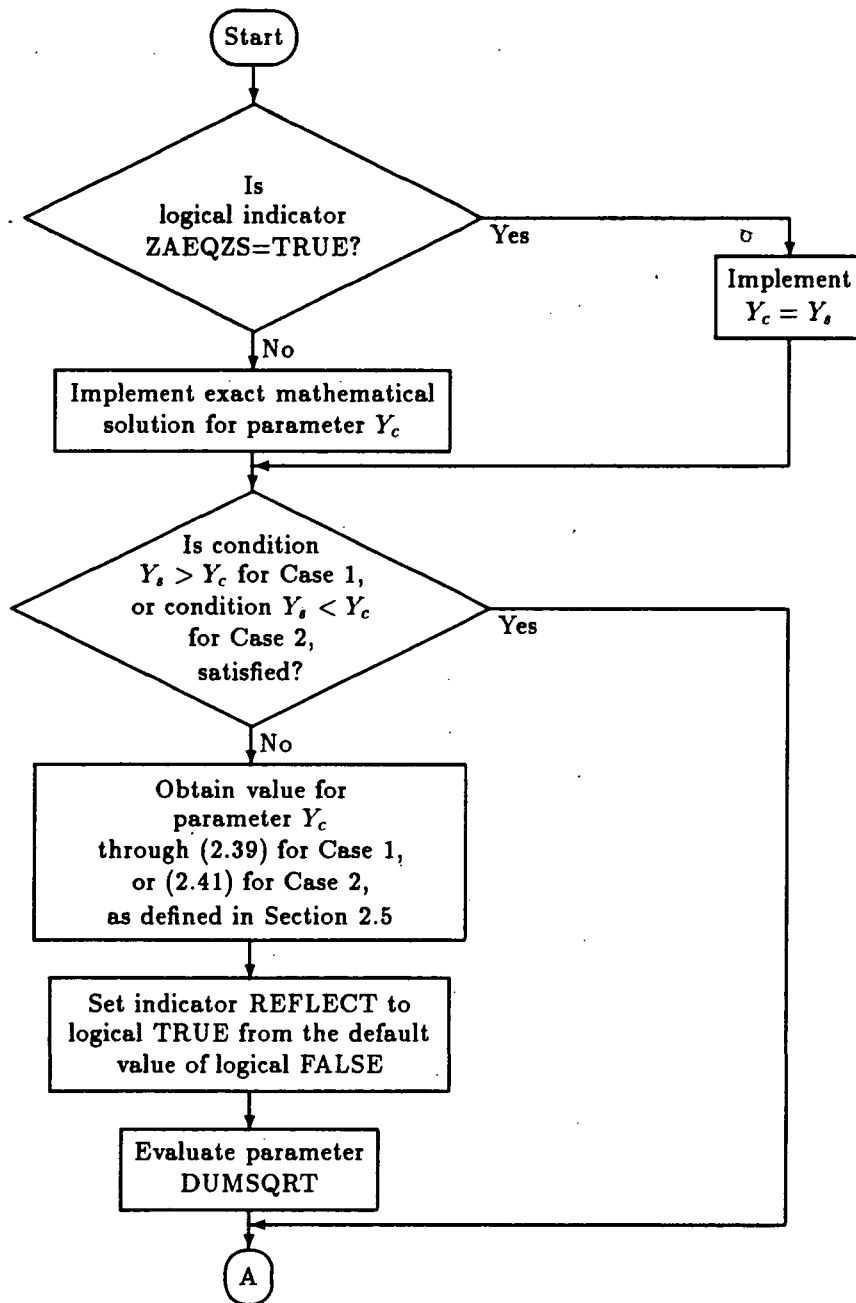 Start
Is
logical indicator
ZAEQZS=TRUE?
Yes
Implement
Y_c = Y_s
No
Implement exact mathematical
solution for parameter Y_c
Is condition
Y_s > Y_c for Case 1,
or condition Y_s < Y_c
for Case 2,
satisfied?
Yes
No
Obtain value for
parameter Y_c
through (2.39) for Case 1,
or (2.41) for Case 2,
as defined in Section 2.5
Set indicator REFLECT to
logical TRUE from the default
value of logical FALSE
Evaluate parameter
DUMSQRT
A